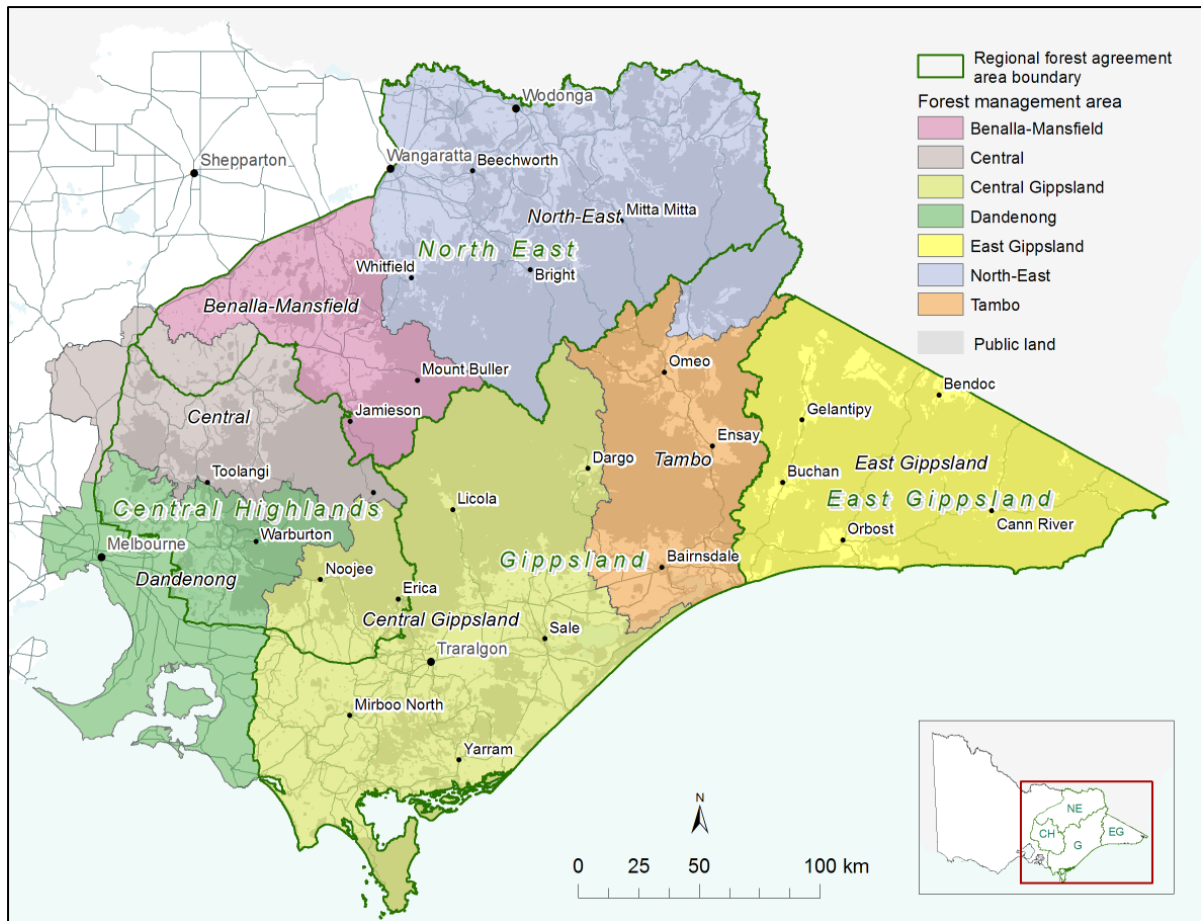 Regional forest agreement
area boundary
Forest management area
Benalla-Mansfield
Central
Central Gippsland
Dandenong
East Gippsland
North-East
Tambo
Public land
Wodonga
Shepparton
Wangaratta
Beechworth
North-East
Mitta Mitta
North East
Whitfield
Bright
Benalla-Mansfield
Omeo
Mount Buller
Bendoc
Central
Jamieson
Gelantipy
Ensay
Dargo
Tambo
East Gippsland
Toolangi
Buchan
Licola
East Gippsland
Central Highlands
Cann River
Warburton
Orbost
Melbourne
Gippsland
Bairnsdale
Dandenong
Noojee
Erica
Central Gippsland
Sale
Traralgon
Mirboo North
Yarram
N
0 25 50 100 km
NE
CH
EG
G